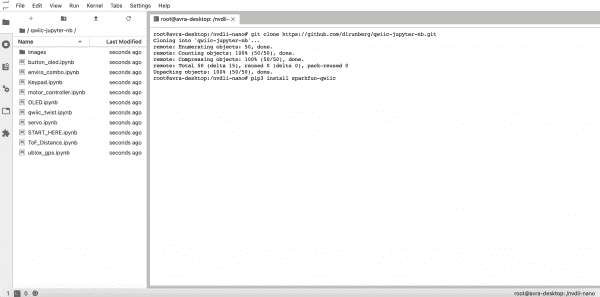 File Edit View Run Kernel Tabs Settings Help
/ qwiic-jupyter-nb /
Name Last Modified
images seconds ago
button_oled.ipynb seconds ago
enviro_combo.ipynb seconds ago
Keypad.ipynb seconds ago
motor_controller.ipynb seconds ago
OLED.ipynb seconds ago
qwiic_twist.ipynb seconds ago
servo.ipynb seconds ago
START_HERE.ipynb seconds ago
ToF_Distance.ipynb seconds ago
ublox_gps.ipynb seconds ago
root@avra-desktop: /nvdli-nano
root@avra-desktop:/nvdli-nano# git clone https://github.com/dlrunberg/qwiic-jupyter-nb.git
Cloning into 'qwiic-jupyter-nb'...
remote: Enumerating objects: 50, done.
remote: Counting objects: 100% (50/50), done.
remote: Compressing objects: 100% (50/50), done.
remote: Total 50 (delta 15), reused 0 (delta 0), pack-reused 0
Unpacking objects: 100% (50/50), done.
root@avra-desktop:/nvdli-nano# pip3 install sparkfun-qwiic
1 0
root@avra-desktop: /nvdli-nano